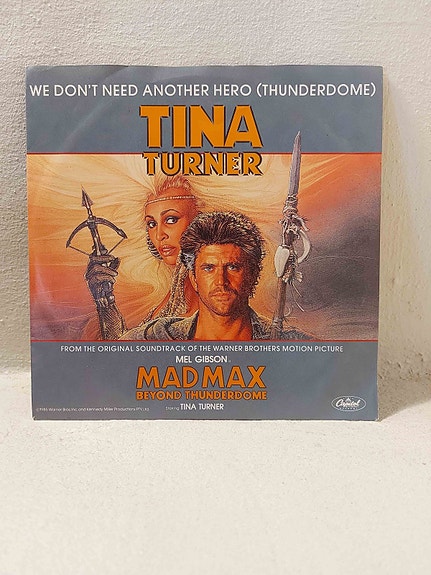 WE DON'T NEED ANOTHER HERO (THUNDERDOME)
TINA
TURNER
FROM THE ORIGINAL SOUNDTRACK OF THE WARNER BROTHERS MOTION PICTURE
MEL GIBSON
MAD MAX
BEYOND THUNDERDOME
TINA TURNER
Capitol